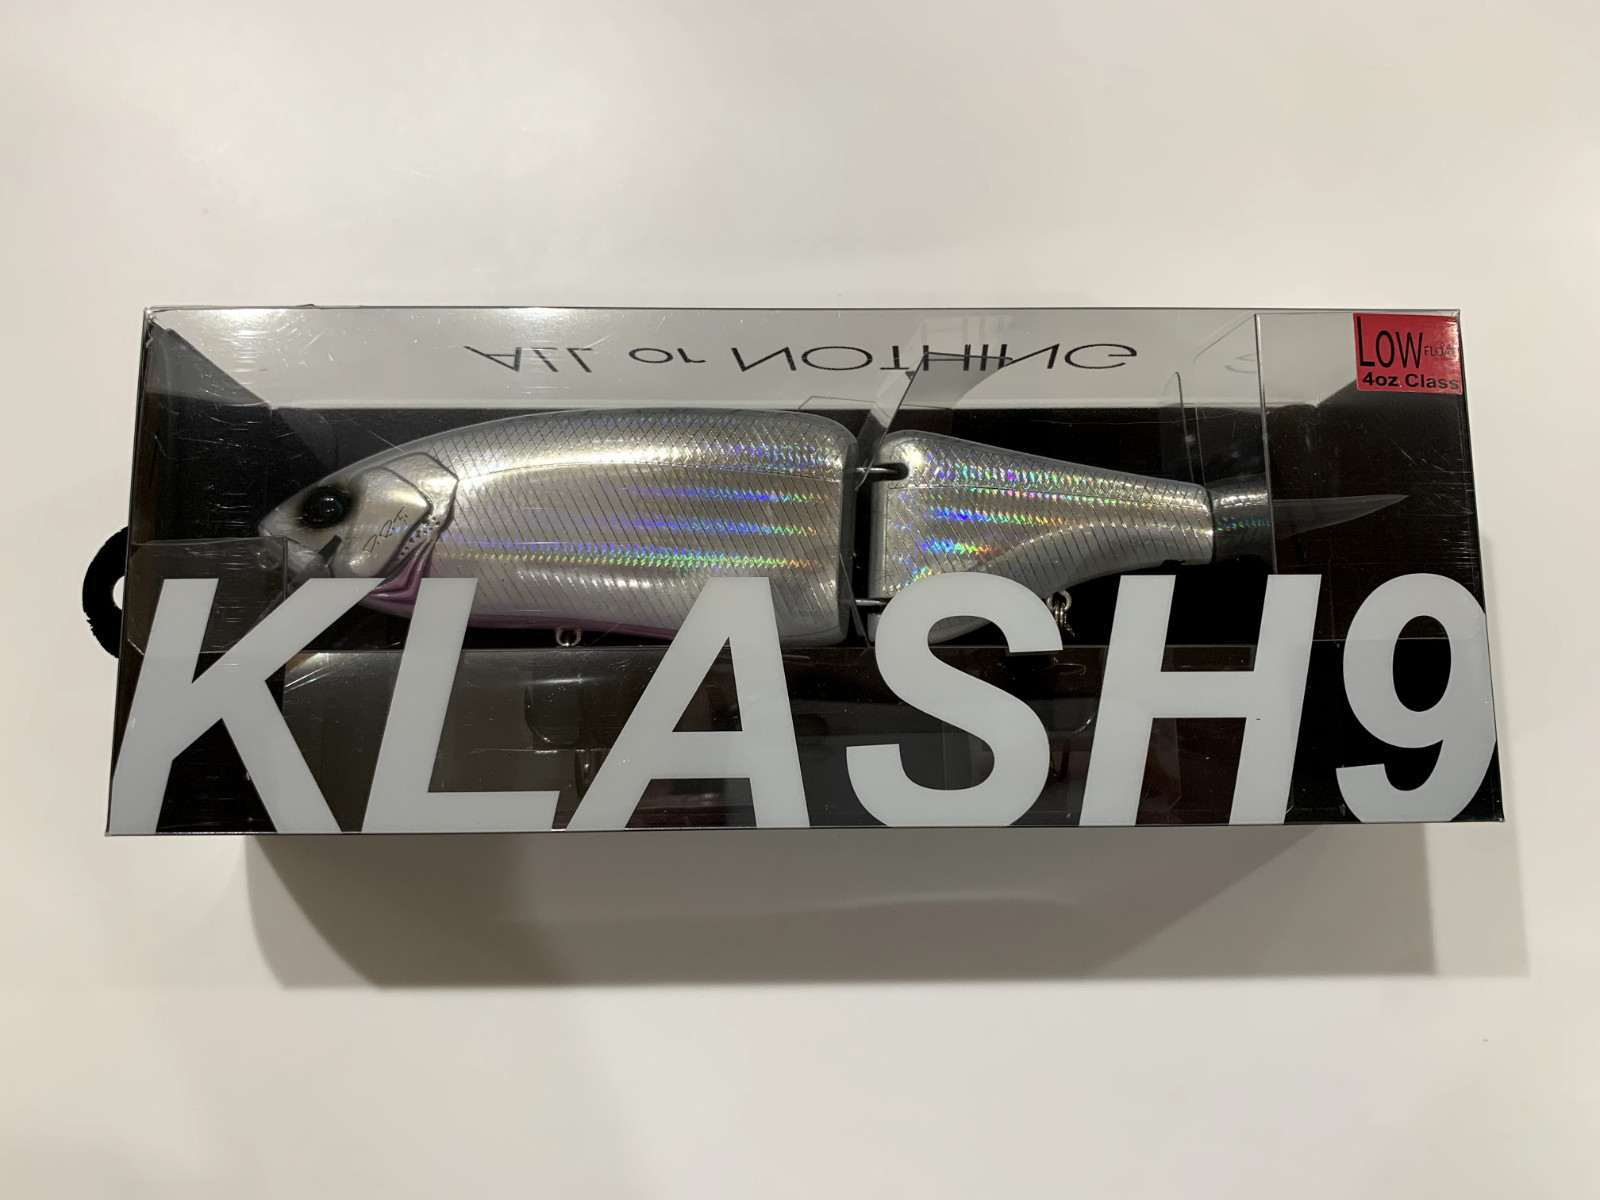 ALL or NOTHING
LOW FLOAT
4oz Class
KLASH9